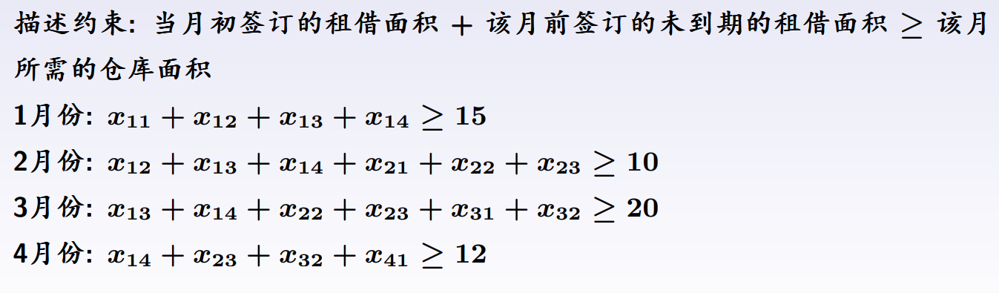 描述约束: 当月初签订的租借面积 + 该月前签订的未到期的租借面积 ≥ 该月
所需的仓库面积
1月份: x₁₁ + x₁₂ + x₁₃ + x₁₄ ≥ 15
2月份: x₁₂ + x₁₃ + x₁₄ + x₂₁ + x₂₂ + x₂₃ ≥ 10
3月份: x₁₃ + x₁₄ + x₂₂ + x₂₃ + x₃₁ + x₃₂ ≥ 20
4月份: x₁₄ + x₂₃ + x₃₂ + x₄₁ ≥ 12